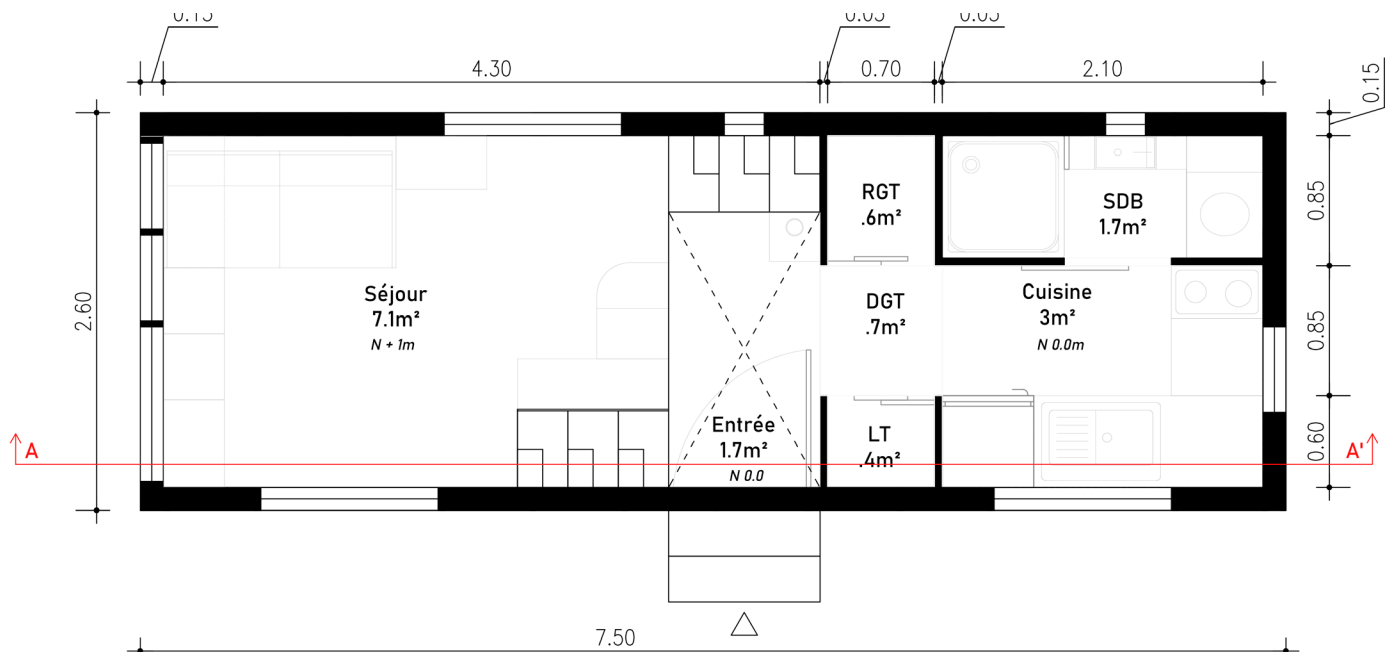 0.15
0.05
0.05
4.30
0.70
2.10
0.15
RGT
.6m²
SDB
1.7m²
0.85
Séjour
7.1m²
N + 1m
DGT
.7m²
Cuisine
3m²
N 0.0m
2.60
0.85
Entrée
1.7m²
N 0.0
LT
.4m²
0.60
A
A'
7.50